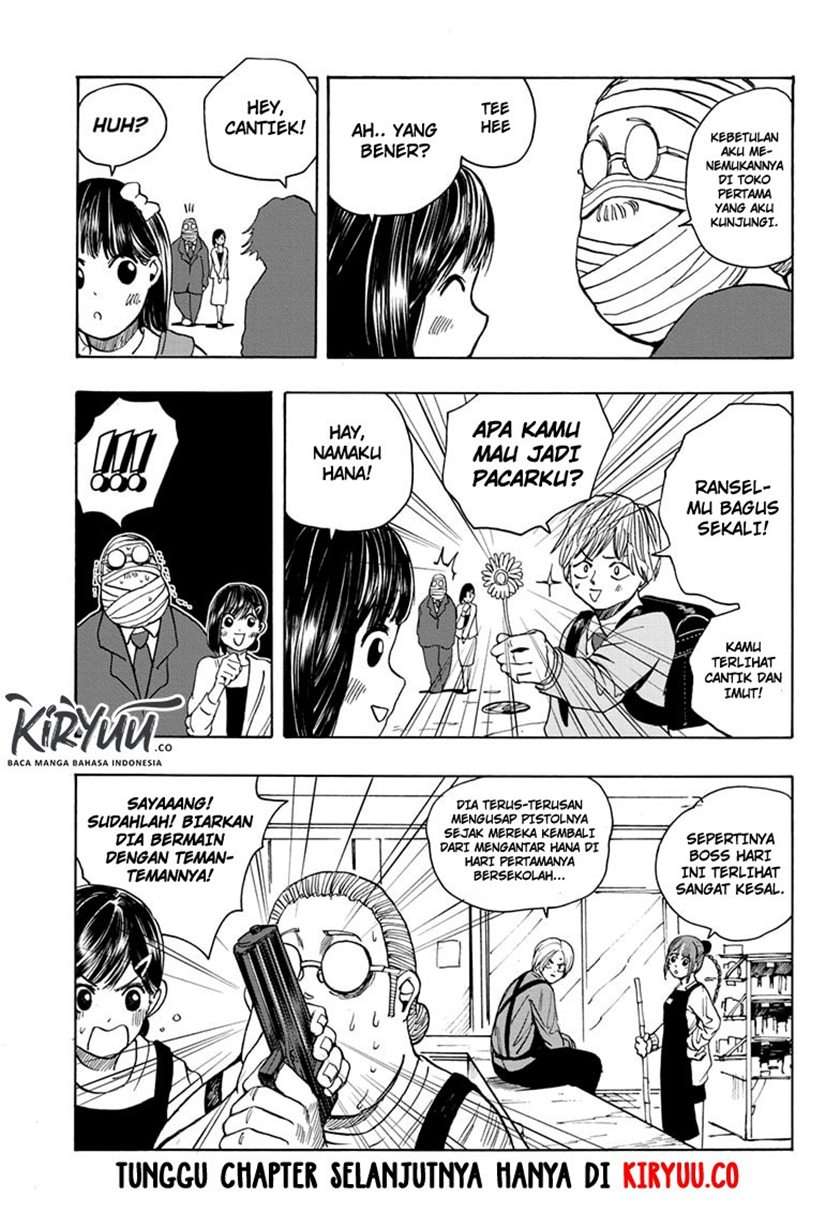 KEBETULAN
AKU ME-
NEMUKANNYA
DI TOKO
PERTAMA
YANG AKU
KUNJUNGI.
TEE
HEE
AH.. YANG
BENER?
HEY,
CANTIEK!
HUH?
RANSEL-
MU BAGUS
SEKALI!
KAMU
TERLIHAT
CANTIK DAN
IMUT!
APA KAMU
MAU JADI
PACARKU?
HAY,
NAMAKU
HANA!
!!!
KIRYUU.CO
BACA MANGA BAHASA INDONESIA
SEPERTINYA
BOSS HARI
INI TERLIHAT
SANGAT KESAL.
DIA TERUS-TERUSAN
MENGUSAP PISTOLNYA
SEJAK MEREKA KEMBALI
DARI MENGANTAR HANA DI
HARI PERTAMANYA
BERSEKOLAH...
SAYAAANG!
SUDAHLAH! BIARKAN
DIA BERMAIN
DENGAN TEMAN-
TEMANNYA!
TUNGGU CHAPTER SELANJUTNYA HANYA DI KIRYUU.CO